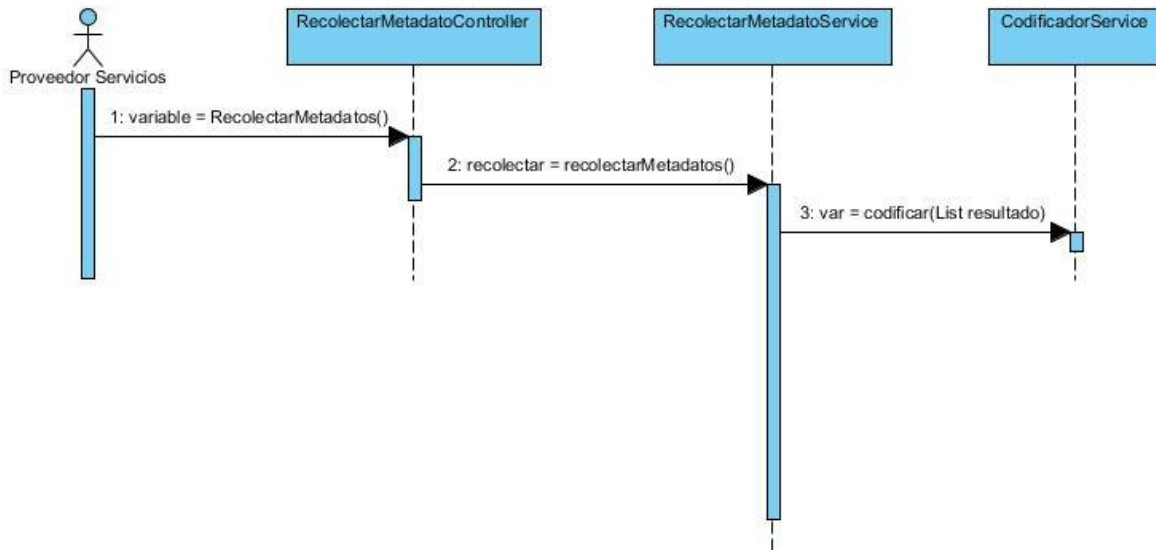 RecolectarMetadatoController
RecolectarMetadatoService
CodificadorService
Proveedor Servicios
1: variable = RecolectarMetadatos()
2: recolectar = recolectarMetadatos()
3: var = codificar(List resultado)